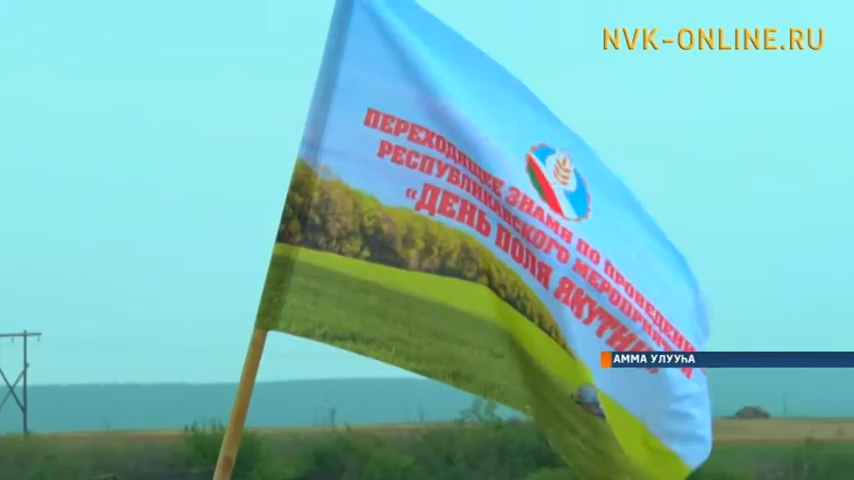 NVK-ONLINE.RU
ПЕРЕХОДЯЩЕЕ ЗНАМЯ ПО ПРОВЕДЕНИЮ
РЕСПУБЛИКАНСКОГО МЕРОПРИЯТИЯ
«ДЕНЬ ПОЛЯ ЯКУТИИ»
АММА УЛУУҺА